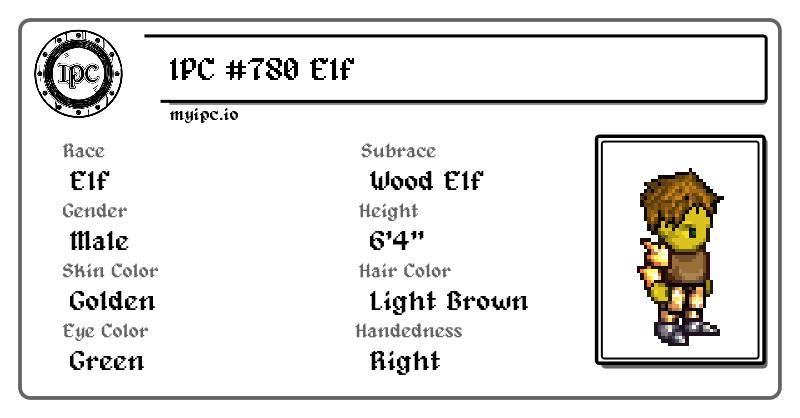 IPC
IPC #780 Elf
myipc.io
Race
Elf
Subrace
Wood Elf
Gender
Male
Height
6'4"
Skin Color
Golden
Hair Color
Light Brown
Eye Color
Green
Handedness
Right